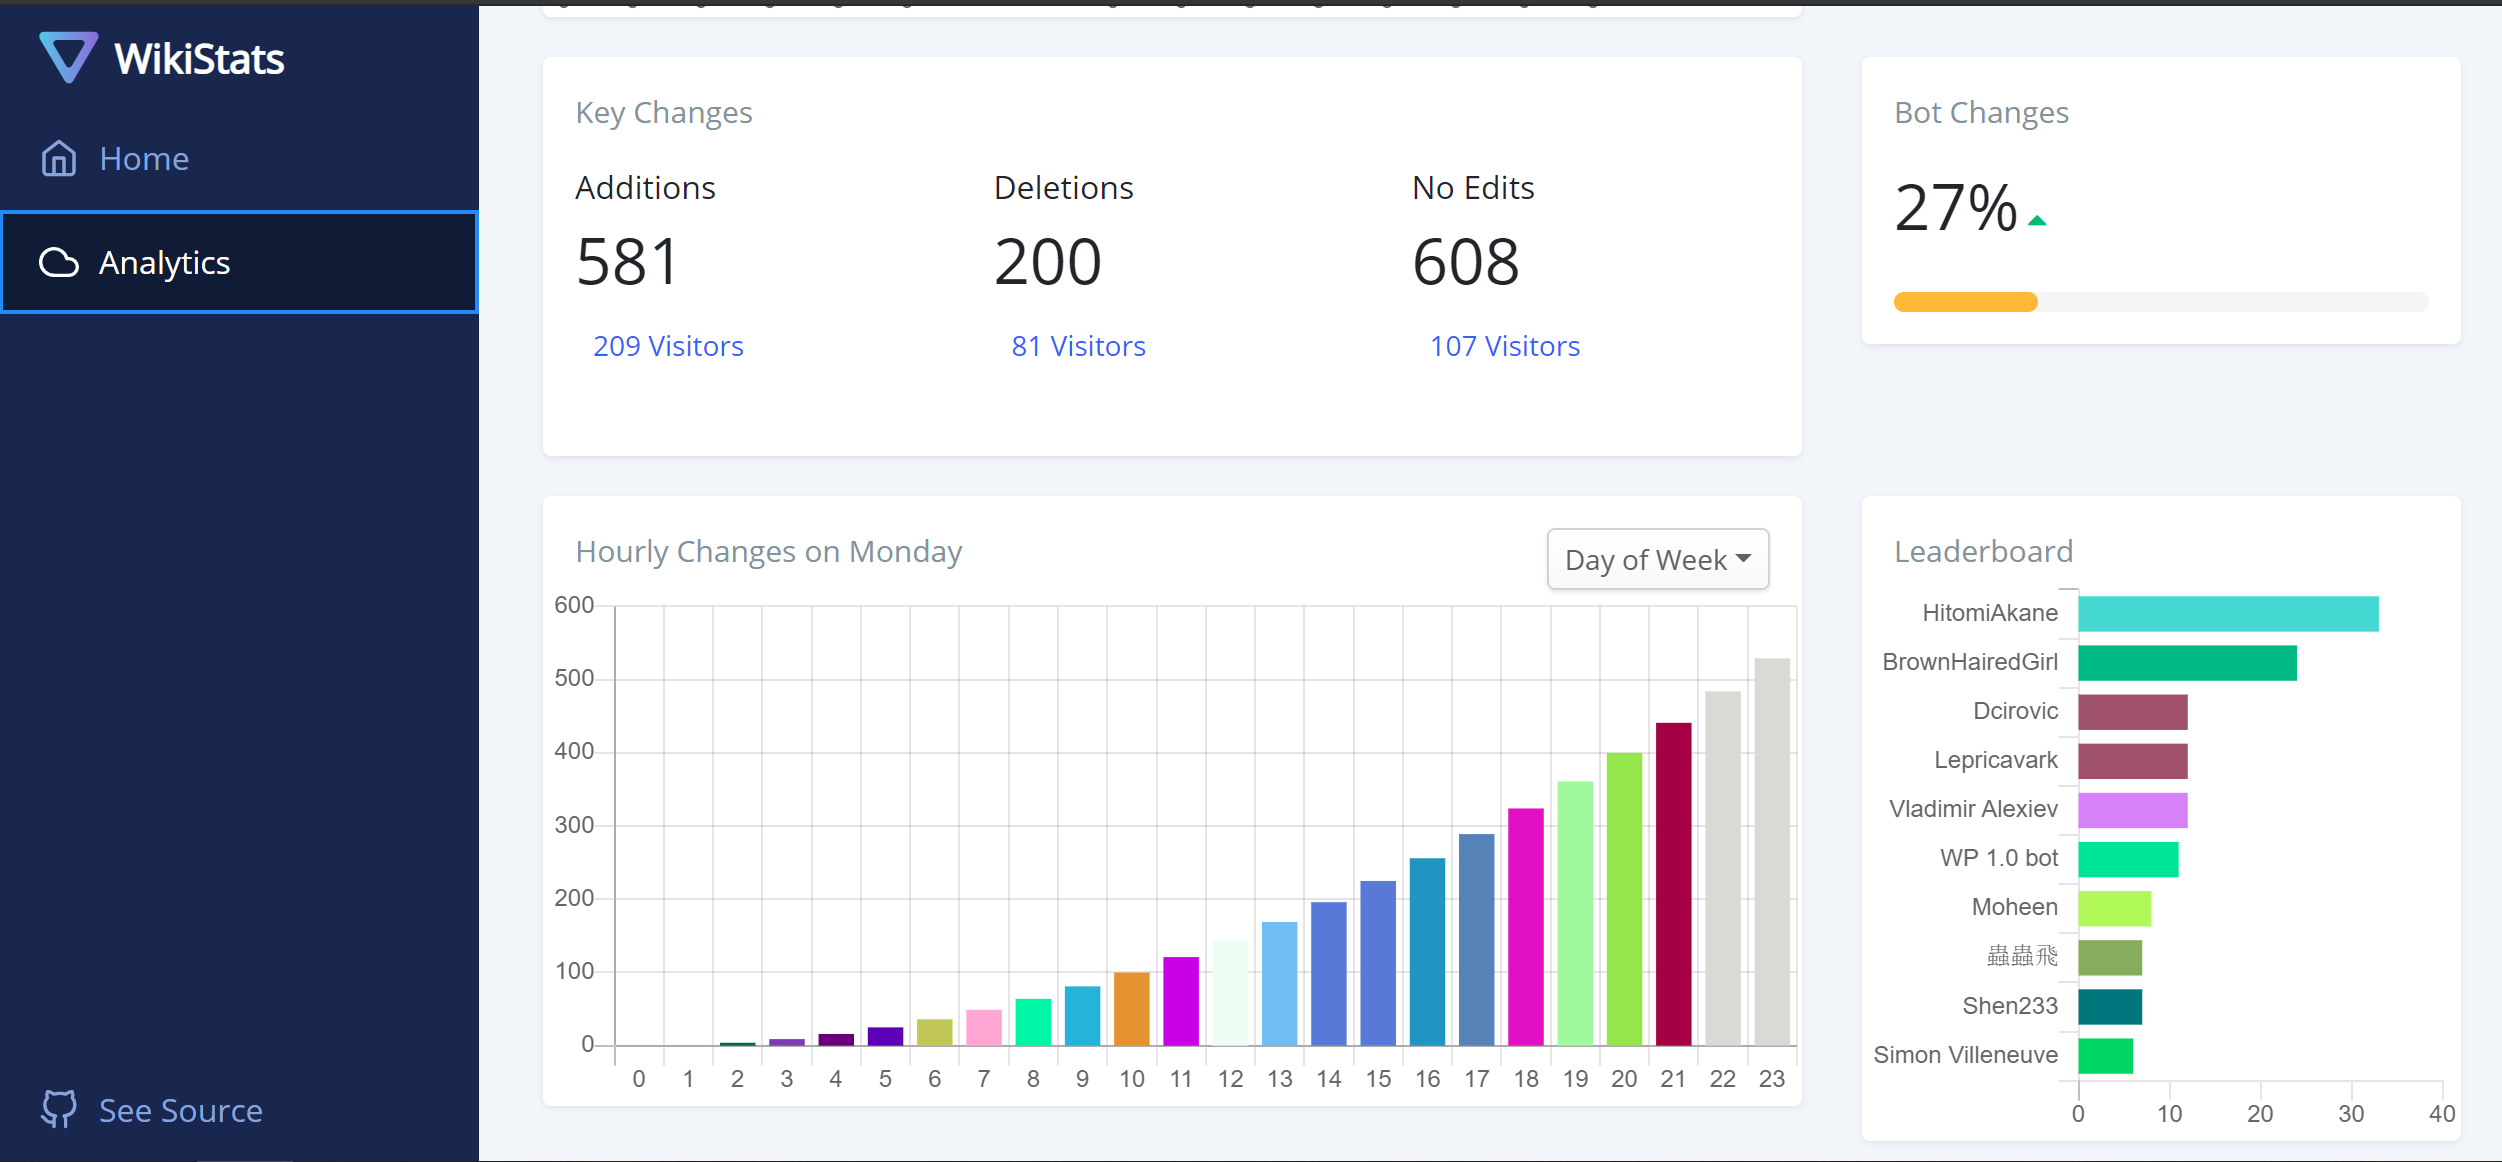 WikiStats
Home
Analytics
See Source
Key Changes
Additions
581
209 Visitors
Deletions
200
81 Visitors
No Edits
608
107 Visitors
Bot Changes
27%
Hourly Changes on Monday
Day of Week
600
500
400
300
200
100
0
0 1 2 3 4 5 6 7 8 9 10 11 12 13 14 15 16 17 18 19 20 21 22 23
Leaderboard
HitomiAkane
BrownHairedGirl
Dcirovic
Lepricavark
Vladimir Alexiev
WP 1.0 bot
Moheen
蟲蟲飛
Shen233
Simon Villeneuve
0 10 20 30 40